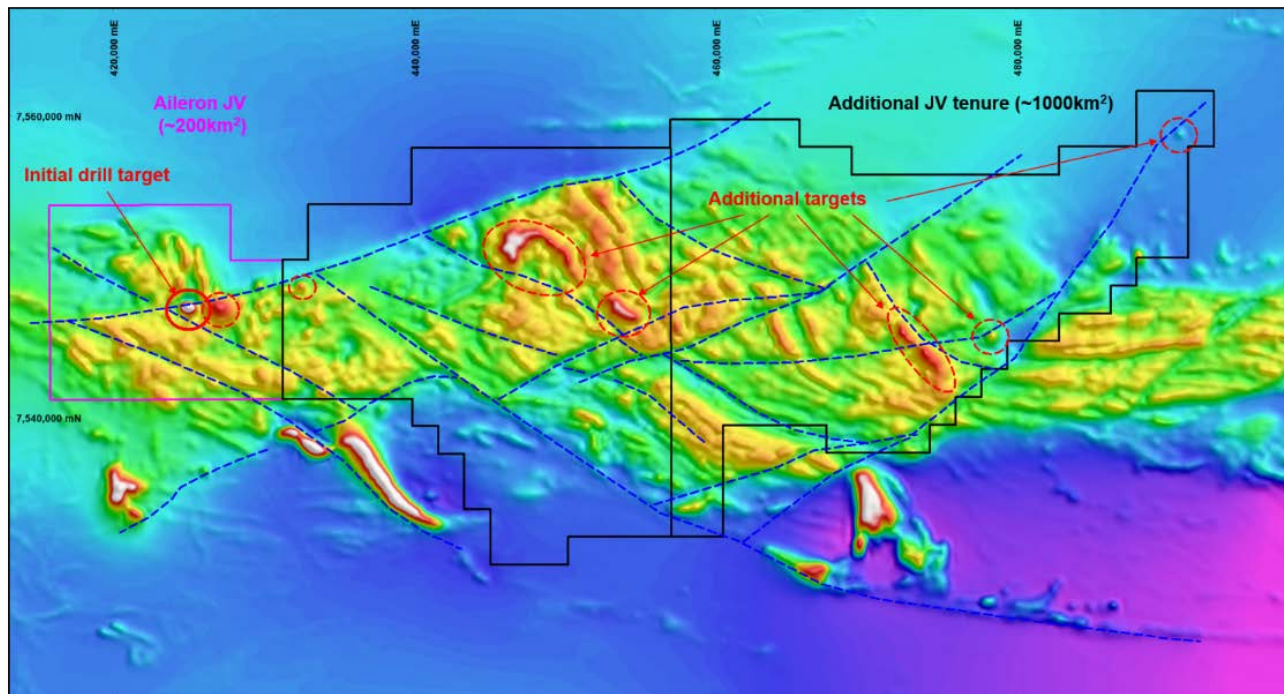 420,000 mE
440,000 mE
460,000 mE
480,000 mE
Aileron JV
(~200km²)
Additional JV tenure (~1000km²)
7,560,000 mN
Initial drill target
Additional targets
7,540,000 mN